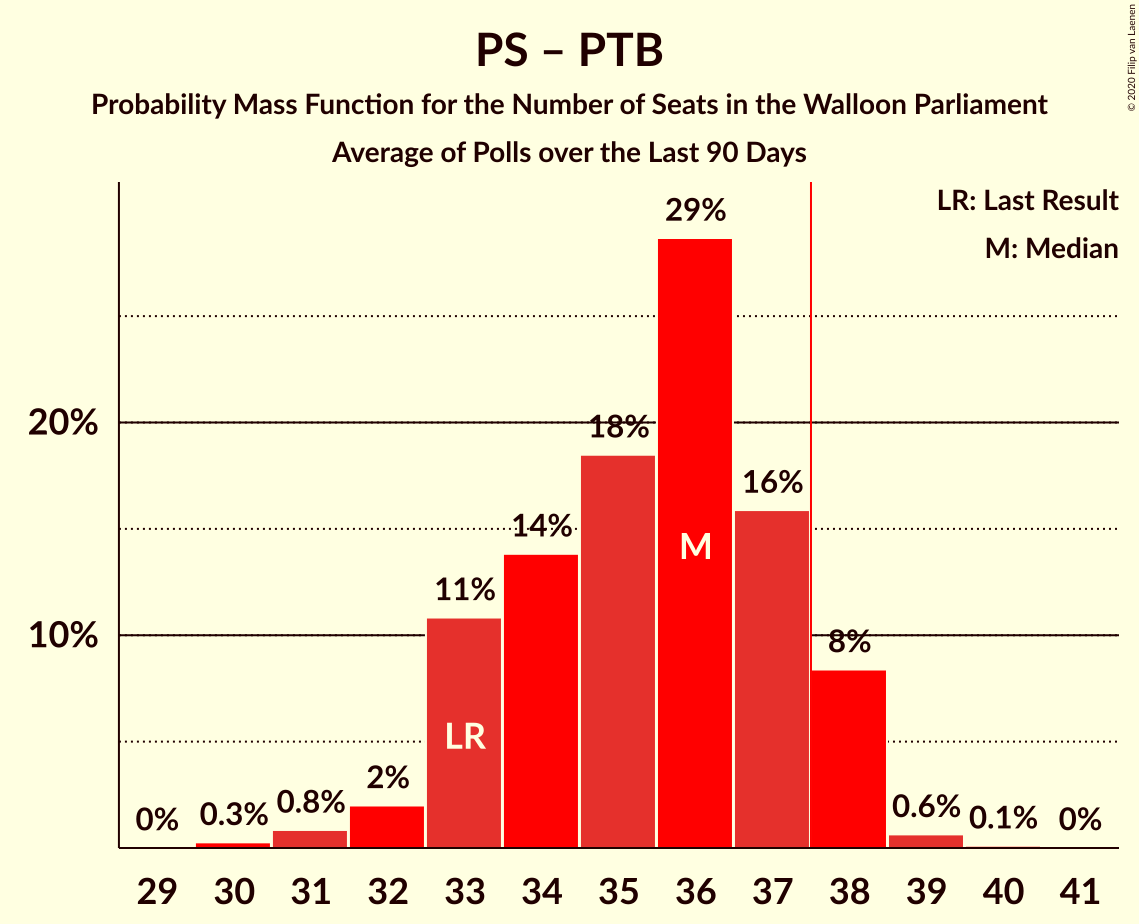 PS – PTB
Probability Mass Function for the Number of Seats in the Walloon Parliament
Average of Polls over the Last 90 Days
© 2020 Filip van Laenen
LR: Last Result
M: Median
20%
10%
0%
0.3%
0.8%
2%
11%
14%
18%
29%
16%
8%
0.6%
0.1%
0%
LR
M
29 30 31 32 33 34 35 36 37 38 39 40 41